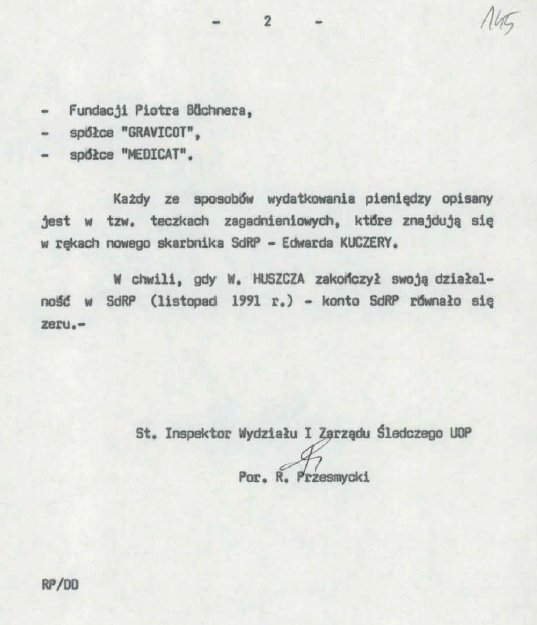 - 2 -
145
- Fundacji Piotra Büchnera,
- spółce "GRAVICOT",
- spółce "MEDICAT".
Każdy ze sposobów wydatkowania pieniędzy opisany
jest w tzw. teczkach zagadnieniowych, które znajdują się
w rękach nowego skarbnika SdRP - Edwarda KUCZERY.
W chwili, gdy W. HUSZCZA zakończył swoją działal-
ność w SdRP (listopad 1991 r.) - konto SdRP równało się
zeru.-
St. Inspektor Wydziału I Zarządu Śledczego UOP
Por. R. Przesmycki
RP/DD